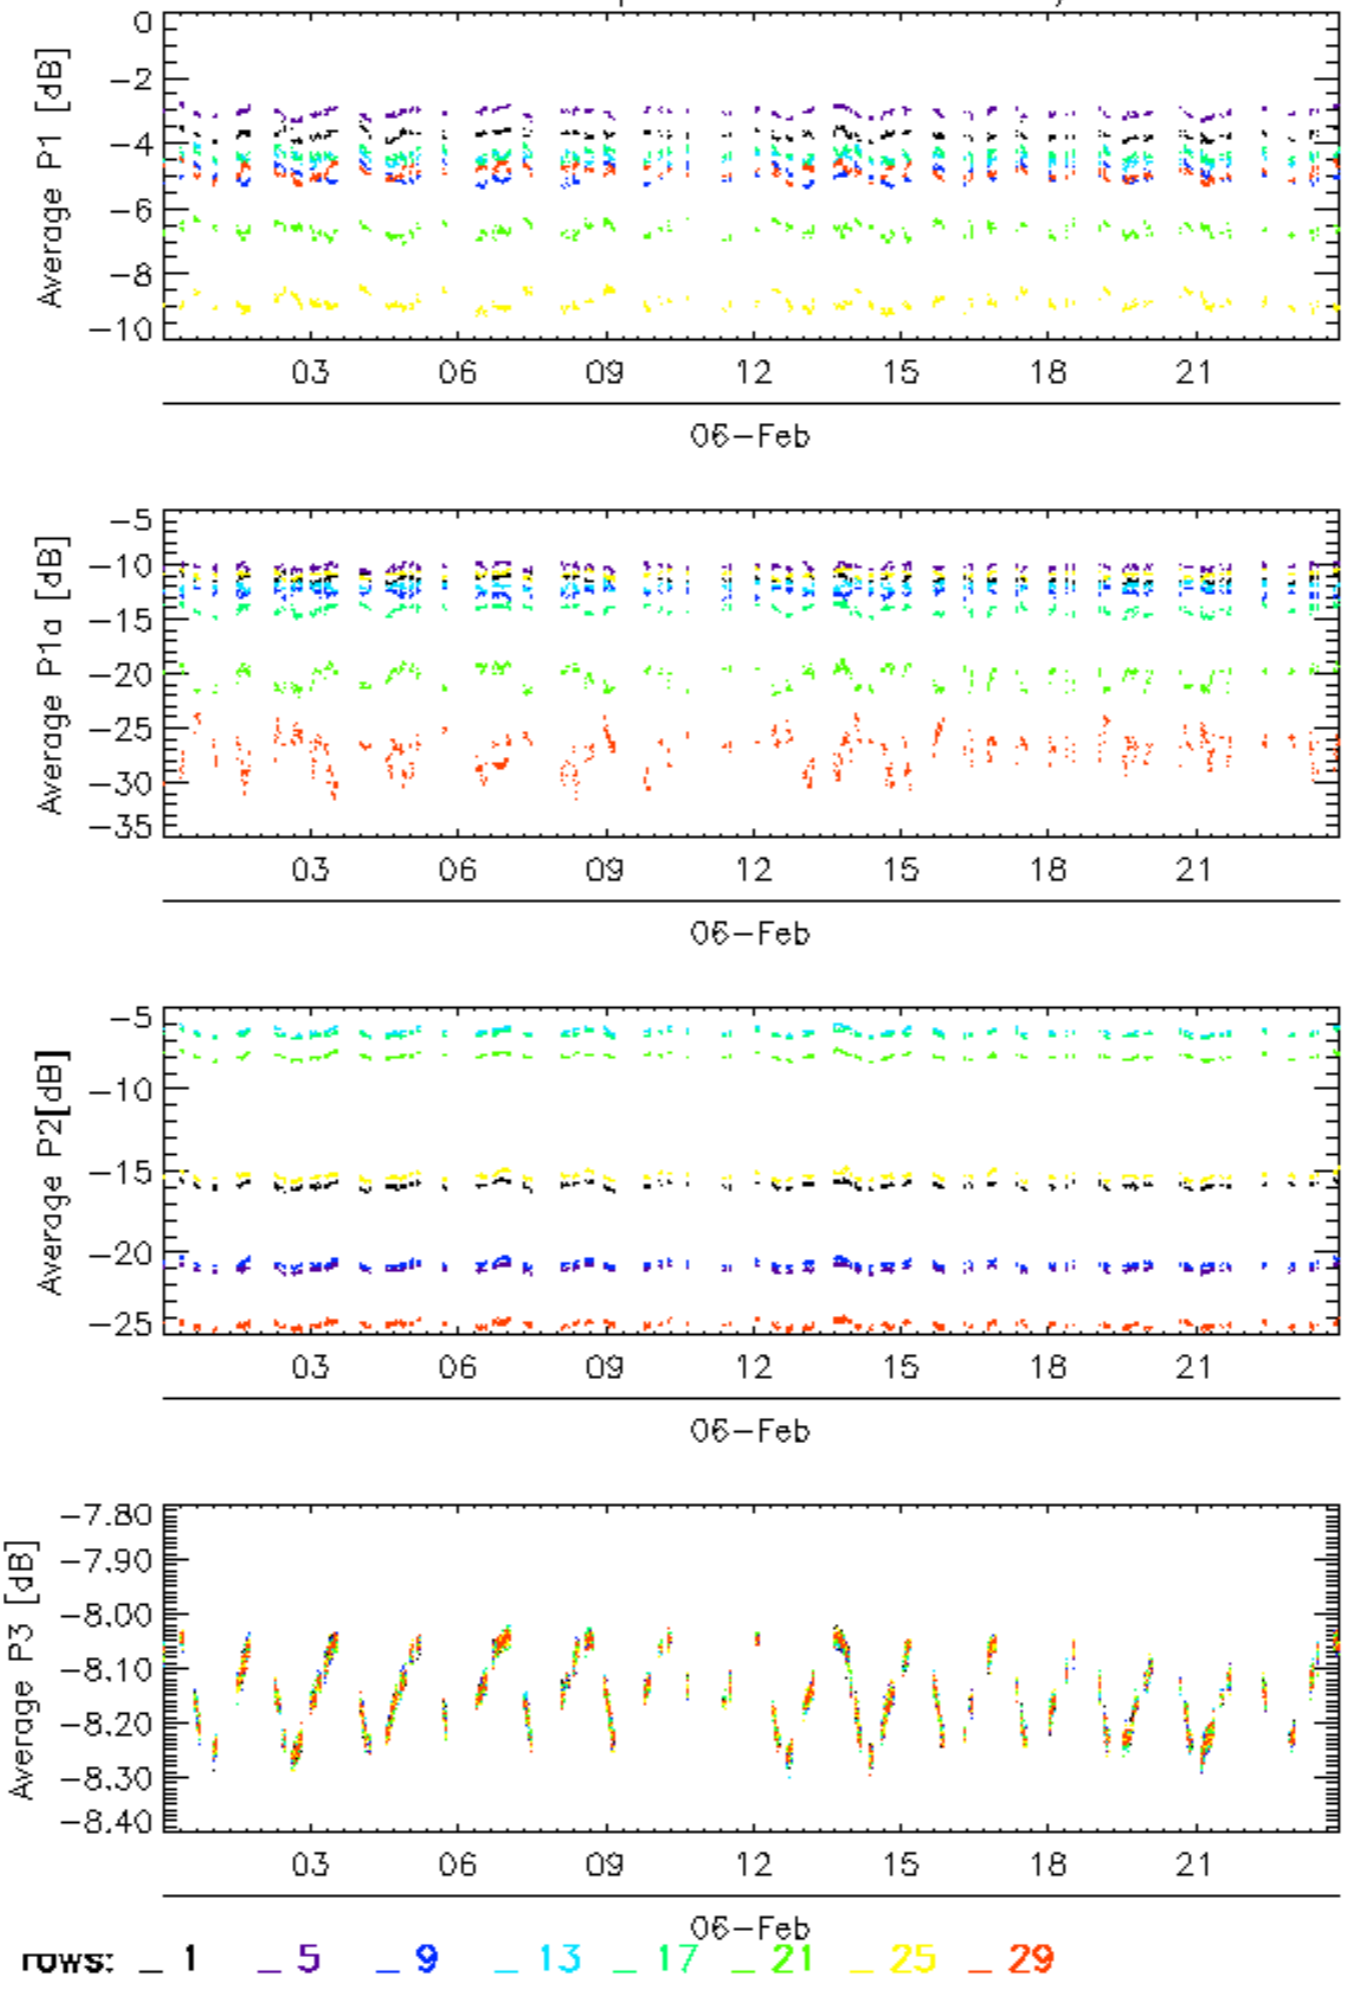 0
-2
-4
-6
-8
-10
Average P1 [dB]
03 06 09 12 15 18 21
06-Feb
-5
-10
-15
-20
-25
-30
-35
Average P1a [dB]
03 06 09 12 15 18 21
06-Feb
-5
-10
-15
-20
-25
Average P2[dB]
03 06 09 12 15 18 21
06-Feb
-7.80
-7.90
-8.00
-8.10
-8.20
-8.30
-8.40
Average P3 [dB]
03 06 09 12 15 18 21
06-Feb
rows: _ 1 _ 5 _ 9 _ 13 _ 17 _ 21 _ 25 _ 29